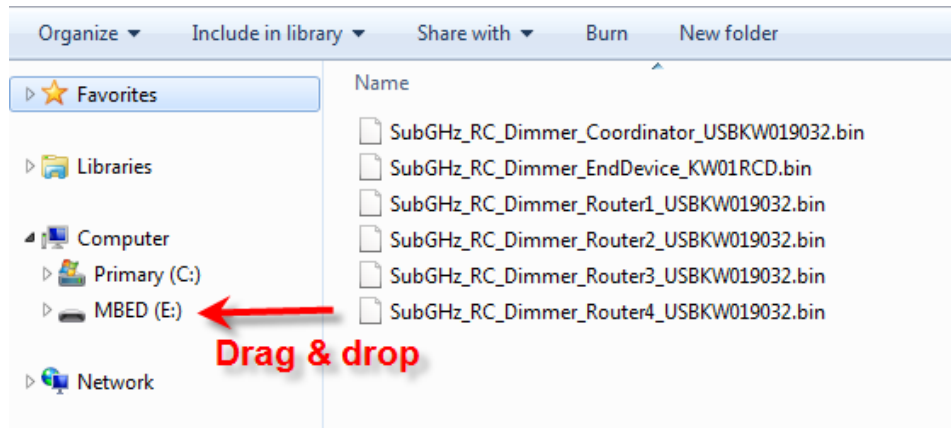 Organize Include in library Share with Burn New folder
Favorites
Libraries
Computer
Primary (C:)
MBED (E:)
Network
Name
SubGHz_RC_Dimmer_Coordinator_USBKW019032.bin
SubGHz_RC_Dimmer_EndDevice_KW01RCD.bin
SubGHz_RC_Dimmer_Router1_USBKW019032.bin
SubGHz_RC_Dimmer_Router2_USBKW019032.bin
SubGHz_RC_Dimmer_Router3_USBKW019032.bin
SubGHz_RC_Dimmer_Router4_USBKW019032.bin
Drag & drop